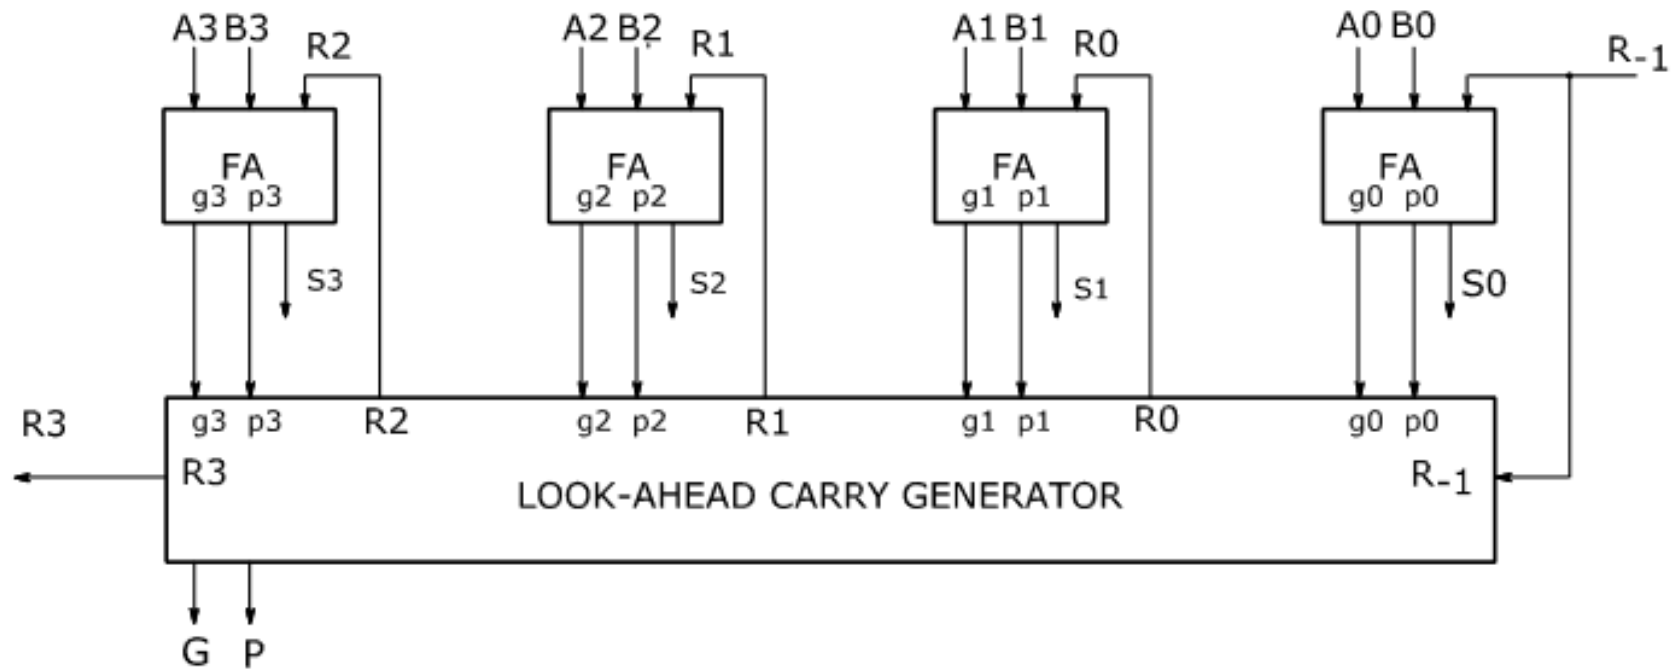 A3 B3 R2 A2 B2 R1 A1 B1 R0 A0 B0 R-1
FA FA FA FA
g3 p3 g2 p2 g1 p1 g0 p0
S3 S2 S1 S0
R3 g3 p3 R2 g2 p2 R1 g1 p1 R0 g0 p0
R3 R-1
LOOK-AHEAD CARRY GENERATOR
G P